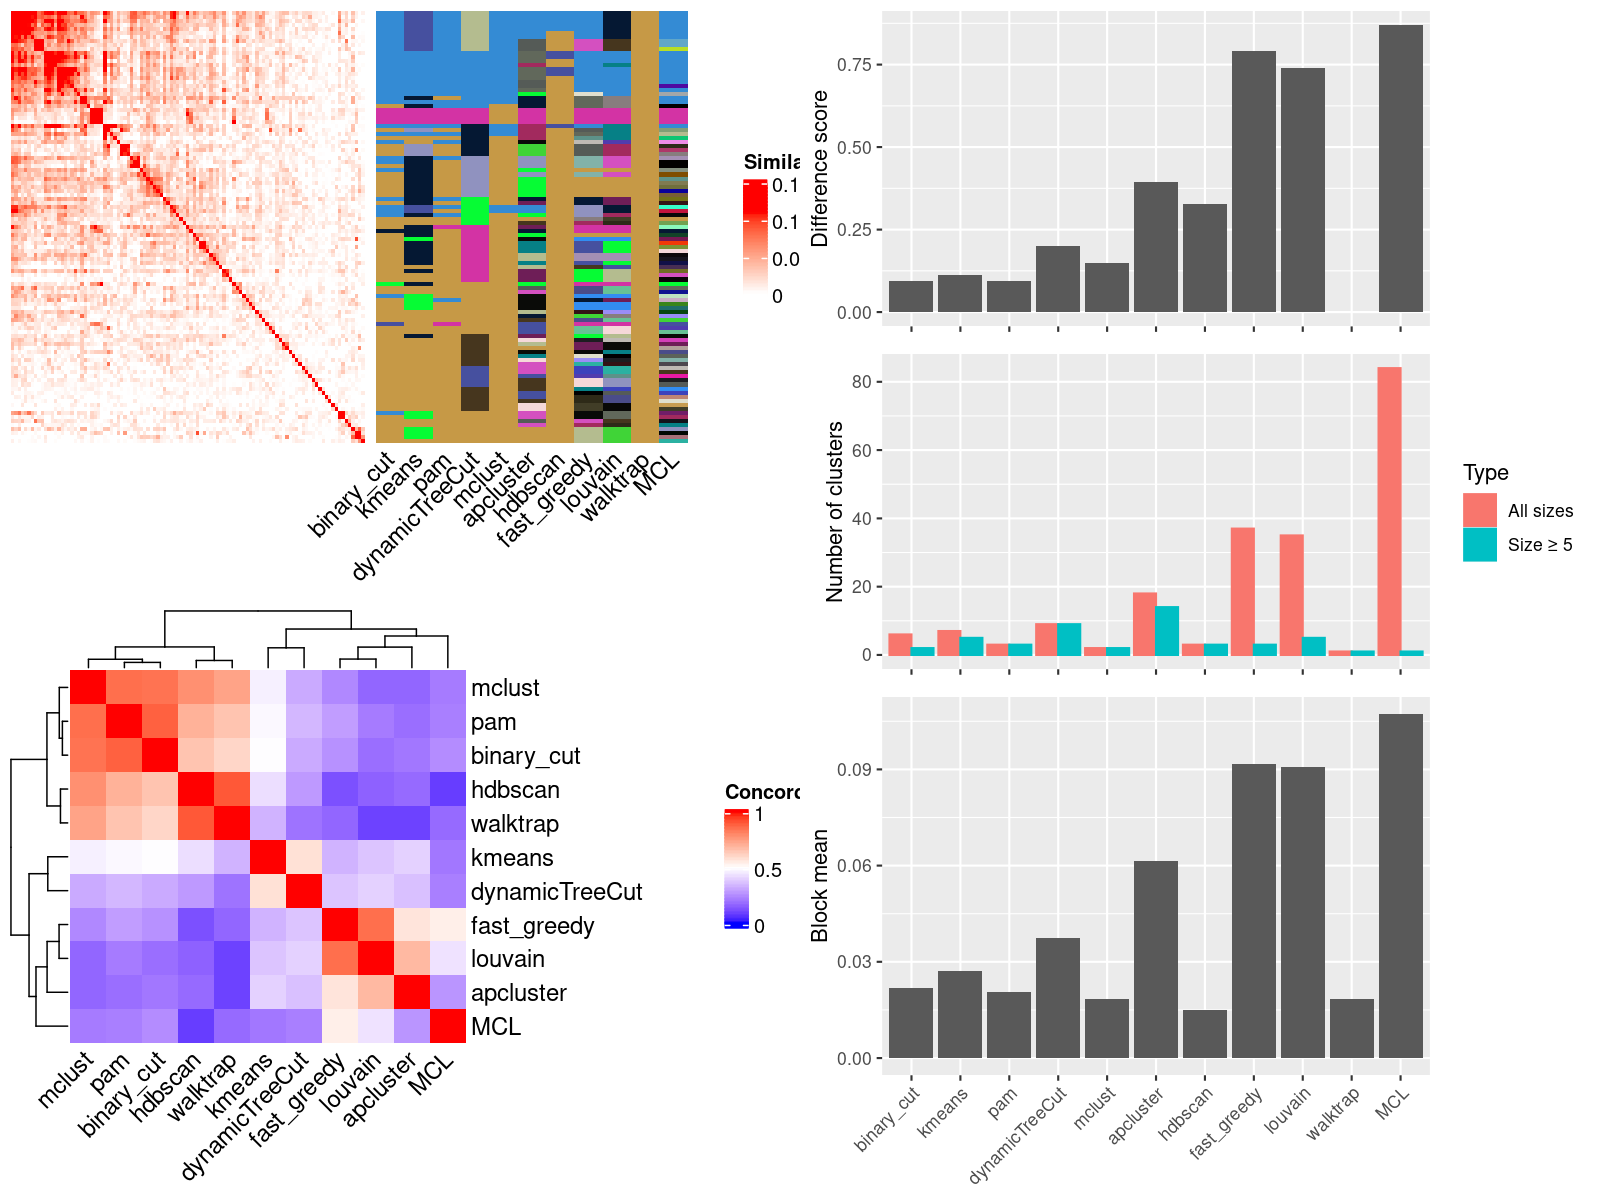 Simila
0.1
0.1
0.0
0
binary_cut
kmeans
pam
dynamicTreeCut
mclust
apcluster
hdbscan
fast_greedy
louvain
walktrap
MCL
mclust
pam
binary_cut
hdbscan
walktrap
kmeans
dynamicTreeCut
fast_greedy
louvain
apcluster
MCL
mclust
pam
binary_cut
hdbscan
walktrap
kmeans
dynamicTreeCut
fast_greedy
louvain
apcluster
MCL
Concord
1
0.5
0
Difference score
0.75
0.50
0.25
0.00
Number of clusters
80
60
40
20
0
Type
All sizes
Size ≥ 5
Block mean
0.09
0.06
0.03
0.00
binary_cut
kmeans
pam
dynamicTreeCut
mclust
apcluster
hdbscan
fast_greedy
louvain
walktrap
MCL